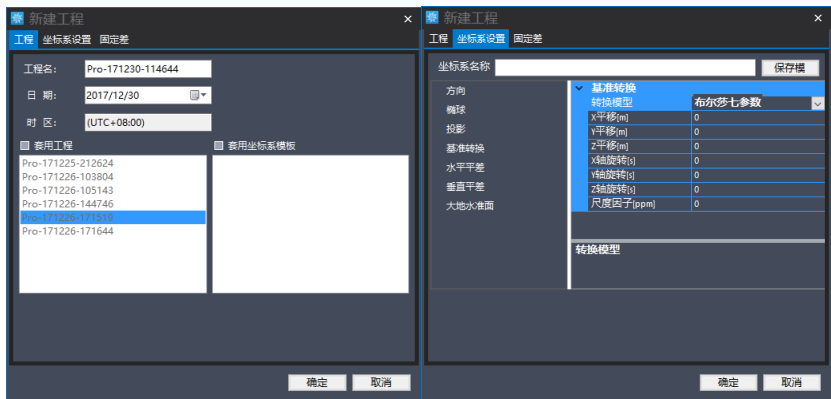 新建工程
工程 坐标系设置 固定差
工程名: Pro-171230-114644
日 期: 2017/12/30
时 区: (UTC+08:00)
套用工程 套用坐标系模板
Pro-171225-212624
Pro-171226-103804
Pro-171226-105143
Pro-171226-144746
Pro-171226-171519
Pro-171226-171644
确定 取消
新建工程
工程 坐标系设置 固定差
坐标系名称 保存模
方向
椭球
投影
基准转换
水平平差
垂直平差
大地水准面
基准转换
转换模型 布尔莎七参数
X平移[m] 0
Y平移[m] 0
Z平移[m] 0
X轴旋转[s] 0
Y轴旋转[s] 0
Z轴旋转[s] 0
尺度因子[ppm] 0
转换模型
确定 取消